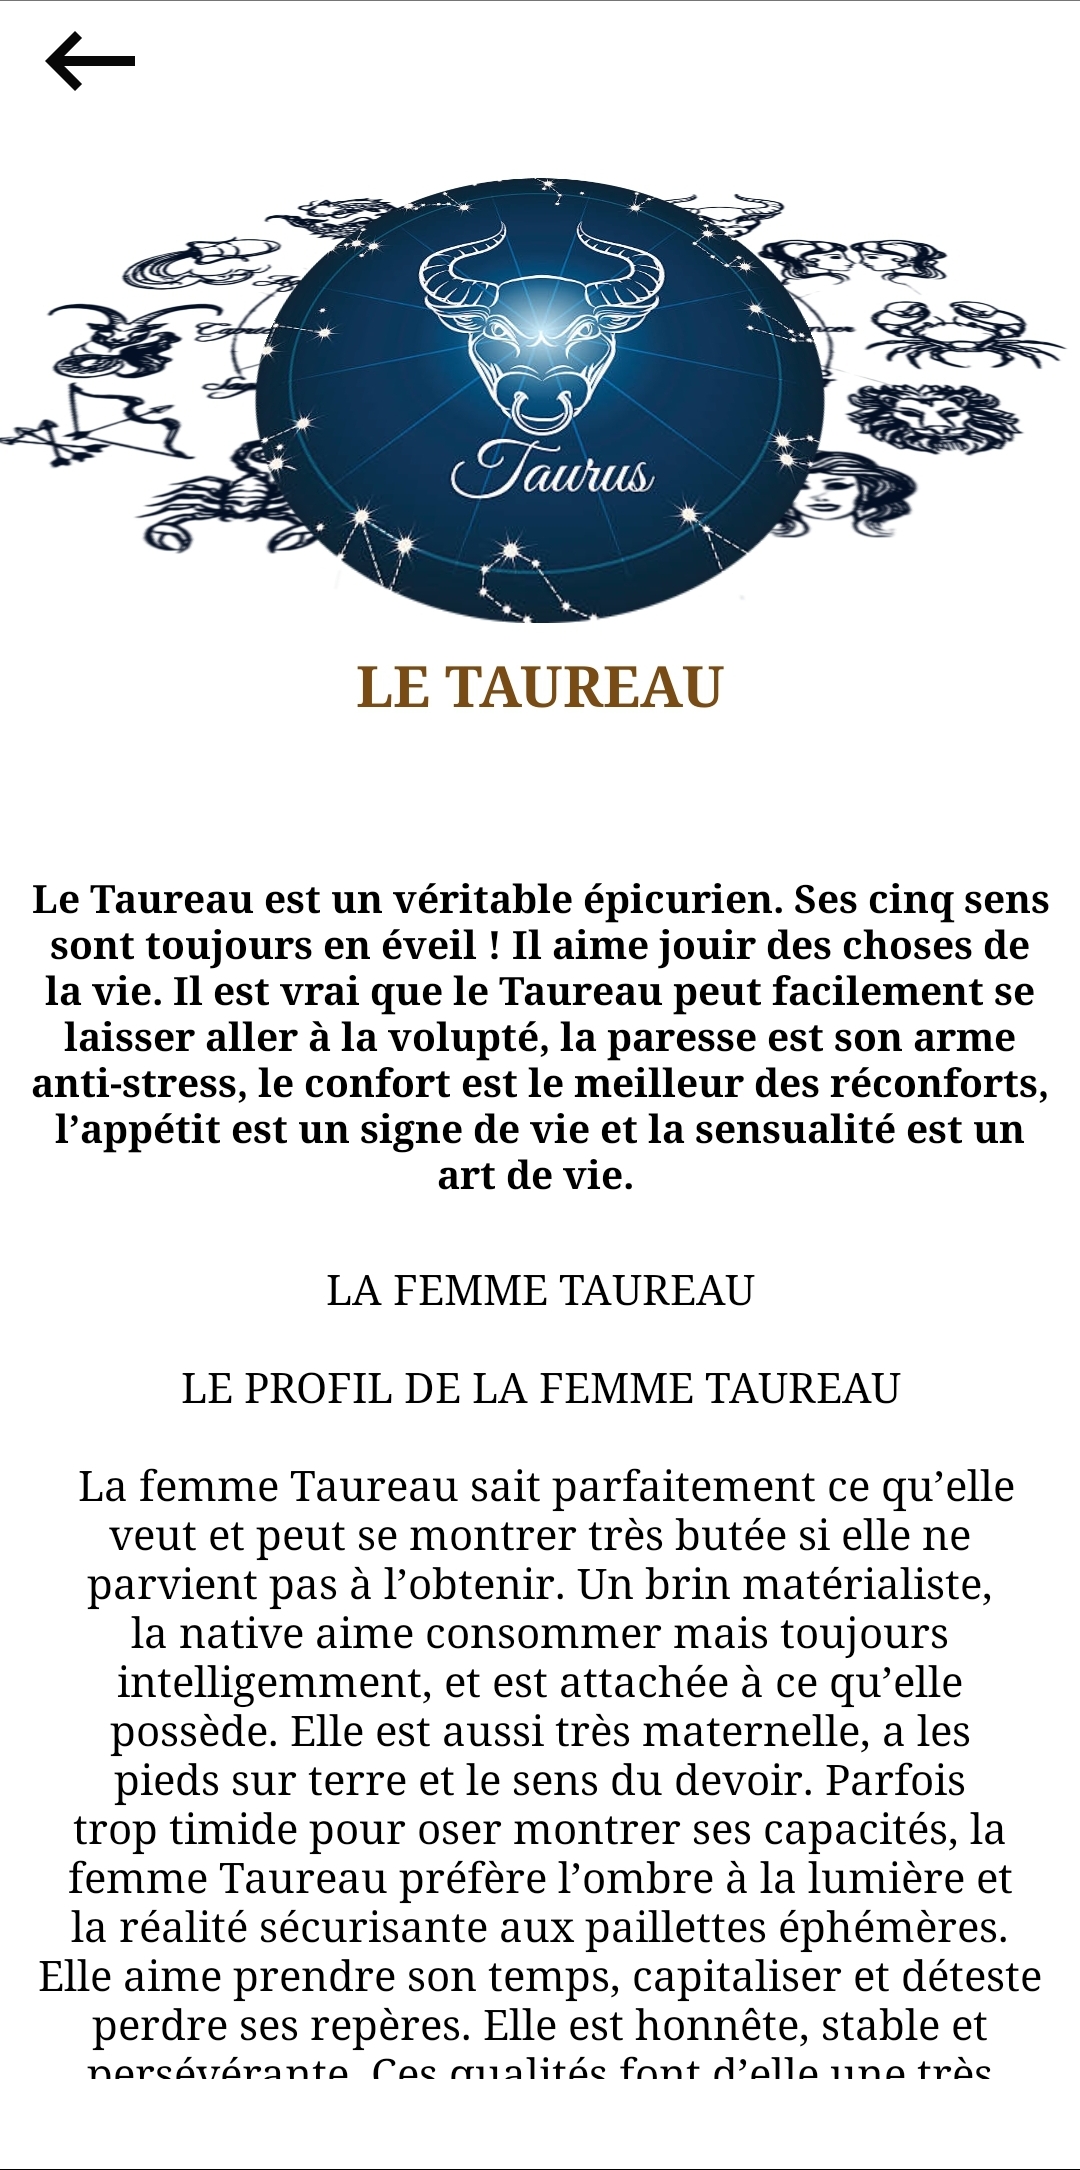 Taurus
LE TAUREAU
Le Taureau est un véritable épicurien. Ses cinq sens
sont toujours en éveil ! Il aime jouir des choses de
la vie. Il est vrai que le Taureau peut facilement se
laisser aller à la volupté, la paresse est son arme
anti-stress, le confort est le meilleur des réconforts,
l’appétit est un signe de vie et la sensualité est un
art de vie.
LA FEMME TAUREAU
LE PROFIL DE LA FEMME TAUREAU
La femme Taureau sait parfaitement ce qu’elle
veut et peut se montrer très butée si elle ne
parvient pas à l’obtenir. Un brin matérialiste,
la native aime consommer mais toujours
intelligemment, et est attachée à ce qu’elle
possède. Elle est aussi très maternelle, a les
pieds sur terre et le sens du devoir. Parfois
trop timide pour oser montrer ses capacités, la
femme Taureau préfère l’ombre à la lumière et
la réalité sécurisante aux paillettes éphémères.
Elle aime prendre son temps, capitaliser et déteste
perdre ses repères. Elle est honnête, stable et
persévérante. Ces qualités font d’elle une très